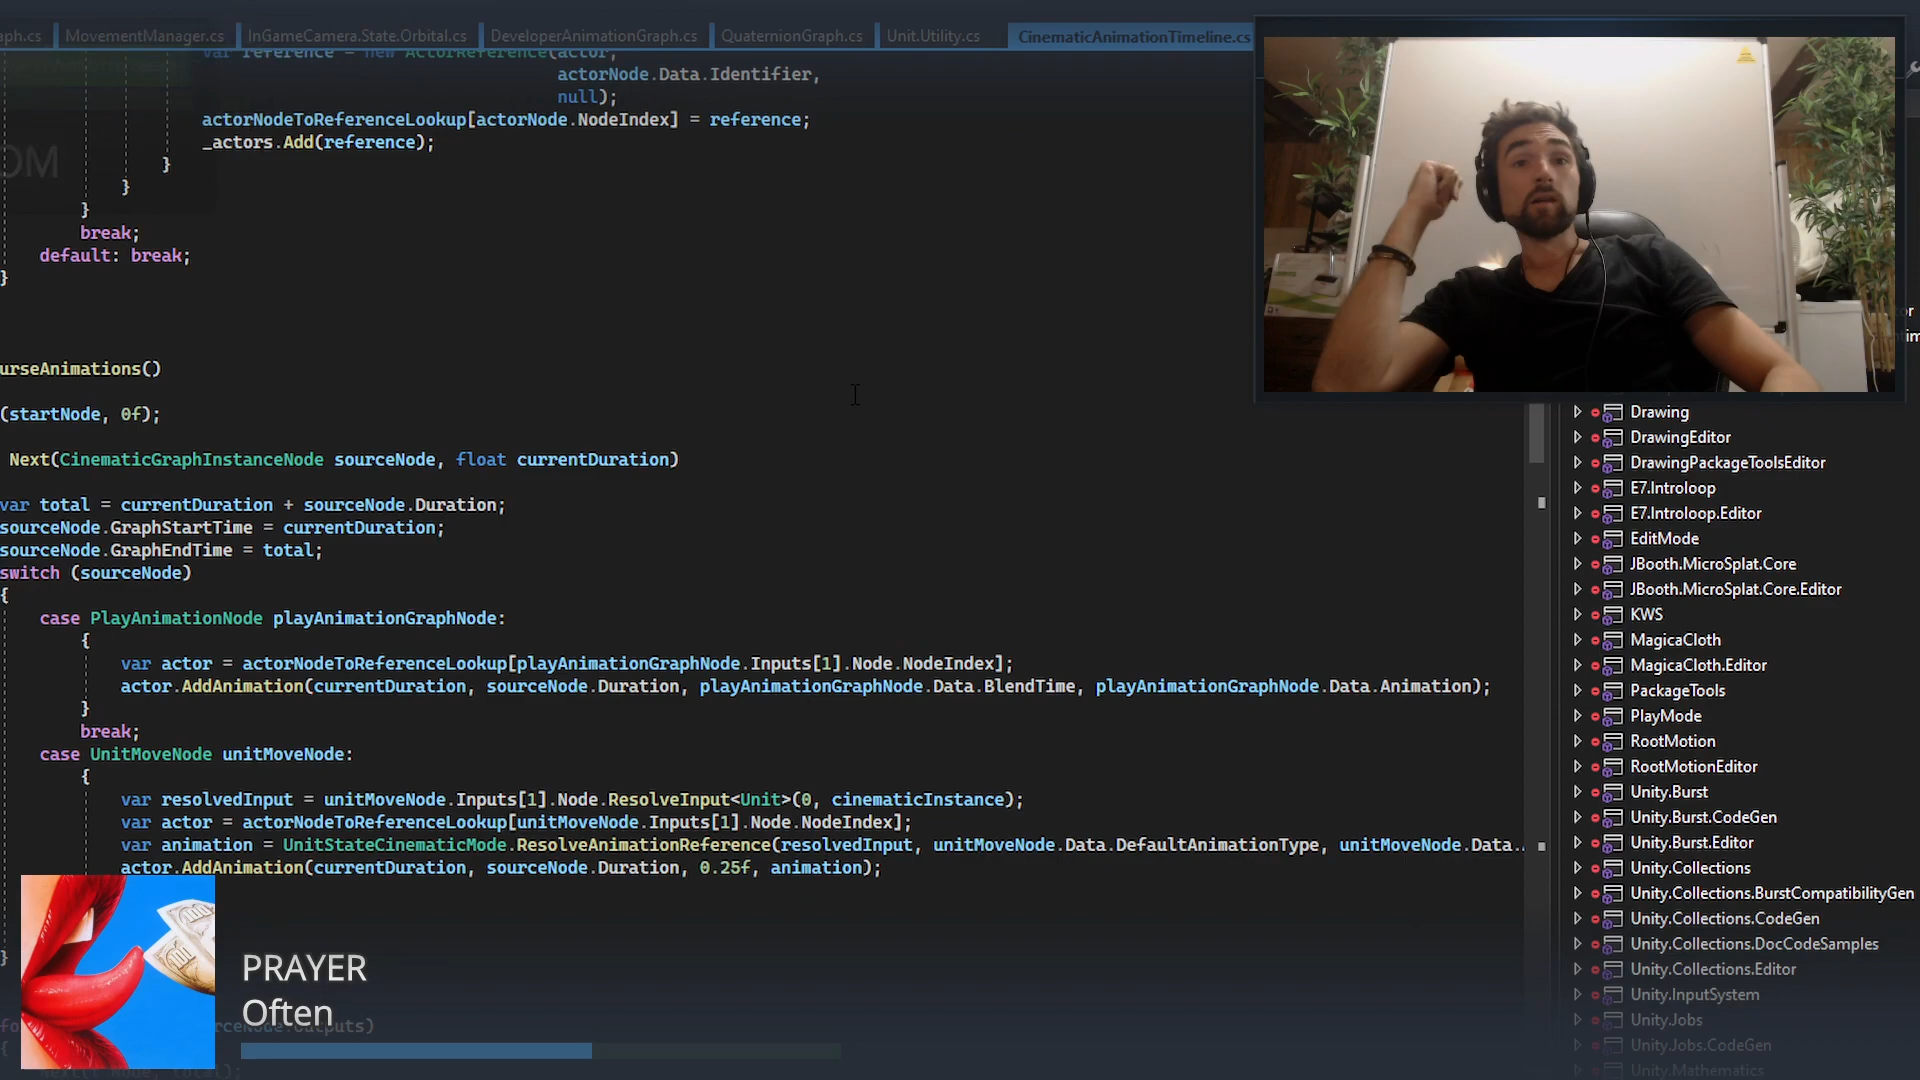 aph.cs MovementManager.cs InGameCamera.State.Orbital.cs DeveloperAnimationGraph.cs QuaternionGraph.cs Unit.Utility.cs CinematicAnimationTimeline.cs
var reference = new ActorReference(actor,
actorNode.Data.Identifier,
null);
actorNodeToReferenceLookup[actorNode.NodeIndex] = reference;
_actors.Add(reference);
OM
}
}
}
break;
default: break;
}
urseAnimations()
(startNode, 0f);
Next(CinematicGraphInstanceNode sourceNode, float currentDuration)
var total = currentDuration + sourceNode.Duration;
sourceNode.GraphStartTime = currentDuration;
sourceNode.GraphEndTime = total;
switch (sourceNode)
{
case PlayAnimationNode playAnimationGraphNode:
{
var actor = actorNodeToReferenceLookup[playAnimationGraphNode.Inputs[1].Node.NodeIndex];
actor.AddAnimation(currentDuration, sourceNode.Duration, playAnimationGraphNode.Data.BlendTime, playAnimationGraphNode.Data.Animation);
}
break;
case UnitMoveNode unitMoveNode:
{
var resolvedInput = unitMoveNode.Inputs[1].Node.ResolveInput<Unit>(0, cinematicInstance);
var actor = actorNodeToReferenceLookup[unitMoveNode.Inputs[1].Node.NodeIndex];
var animation = UnitStateCinematicMode.ResolveAnimationReference(resolvedInput, unitMoveNode.Data.DefaultAnimationType, unitMoveNode.Data.
actor.AddAnimation(currentDuration, sourceNode.Duration, 0.25f, animation);
}
PRAYER
Often
Drawing
DrawingEditor
DrawingPackageToolsEditor
E7.Introloop
E7.Introloop.Editor
EditMode
JBooth.MicroSplat.Core
JBooth.MicroSplat.Core.Editor
KWS
MagicaCloth
MagicaCloth.Editor
PackageTools
PlayMode
RootMotion
RootMotionEditor
Unity.Burst
Unity.Burst.CodeGen
Unity.Burst.Editor
Unity.Collections
Unity.Collections.BurstCompatibilityGen
Unity.Collections.CodeGen
Unity.Collections.DocCodeSamples
Unity.Collections.Editor
Unity.InputSystem
Unity.Jobs
Unity.Jobs.CodeGen
Unity.Mathematics